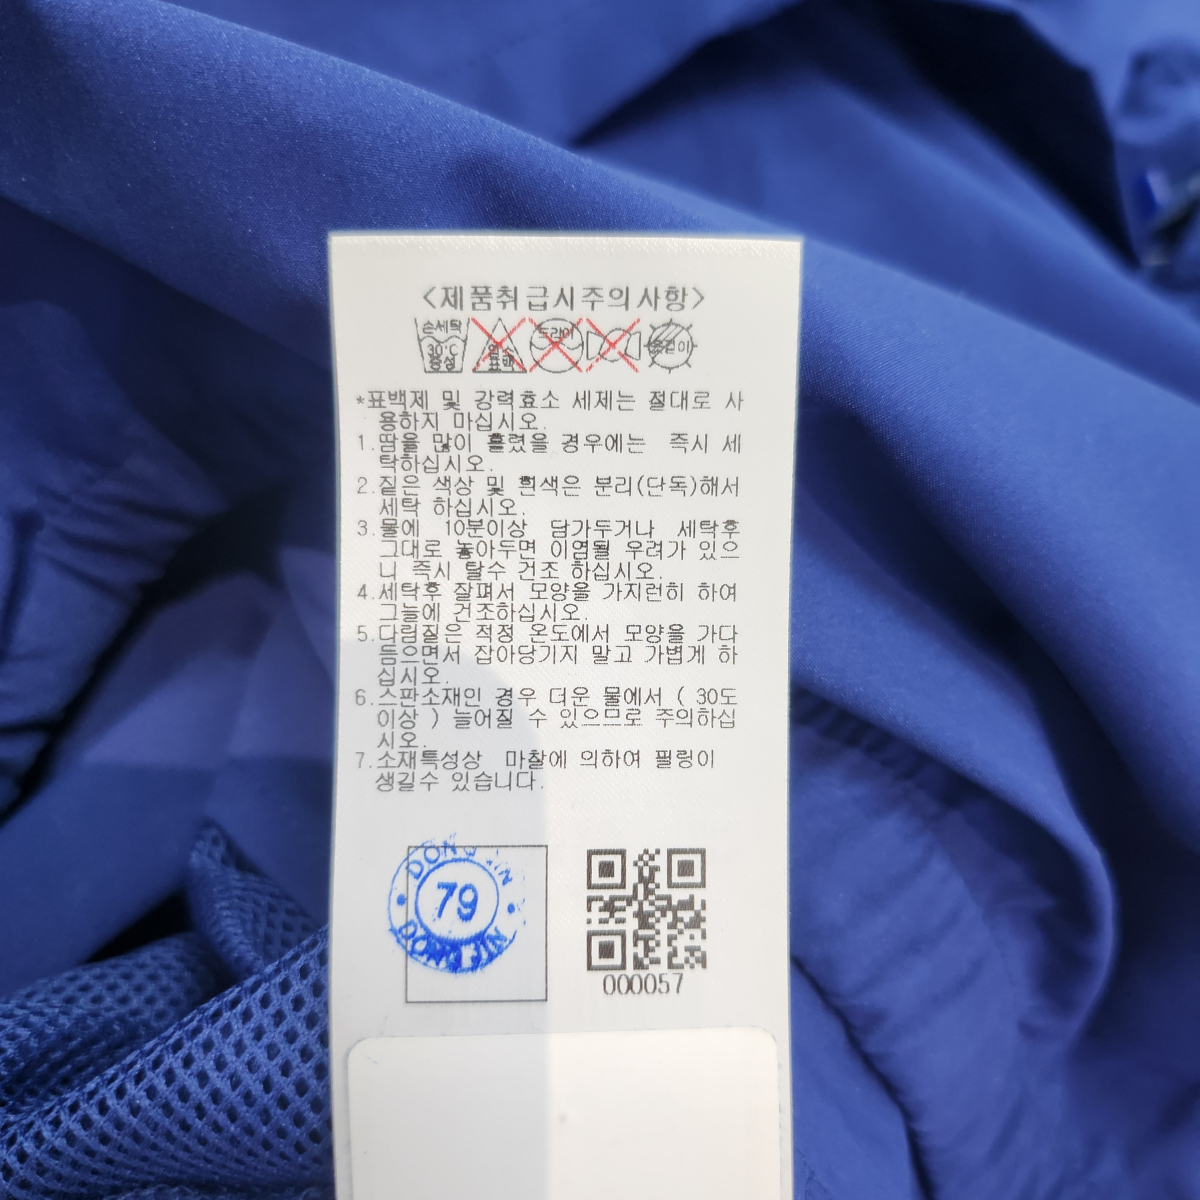 <제품취급시주의사항>
손세탁
30℃
중성
염소
표백
드라이
옷걸이
*표백제 및 강력효소 세제는 절대로 사
용하지 마십시오.
1.땀을 많이 흘렸을 경우에는 즉시 세
탁하십시오.
2.짙은 색상 및 흰색은 분리(단독)해서
세탁 하십시오.
3.물에 10분이상 담가두거나 세탁후
그대로 놓아두면 이염될 우려가 있으
니 즉시 탈수 건조 하십시오.
4.세탁후 잘펴서 모양을 가지런히 하여
그늘에 건조하십시오.
5.다림질은 적정 온도에서 모양을 가다
듬으면서 잡아당기지 말고 가볍게 하
십시오.
6.스판소재인 경우 더운 물에서 ( 30도
이상 ) 늘어질 수 있으므로 주의하십
시오.
7.소재특성상 마찰에 의하여 필링이
생길수 있습니다.
DONG JIN
79
DONG JIN
000057